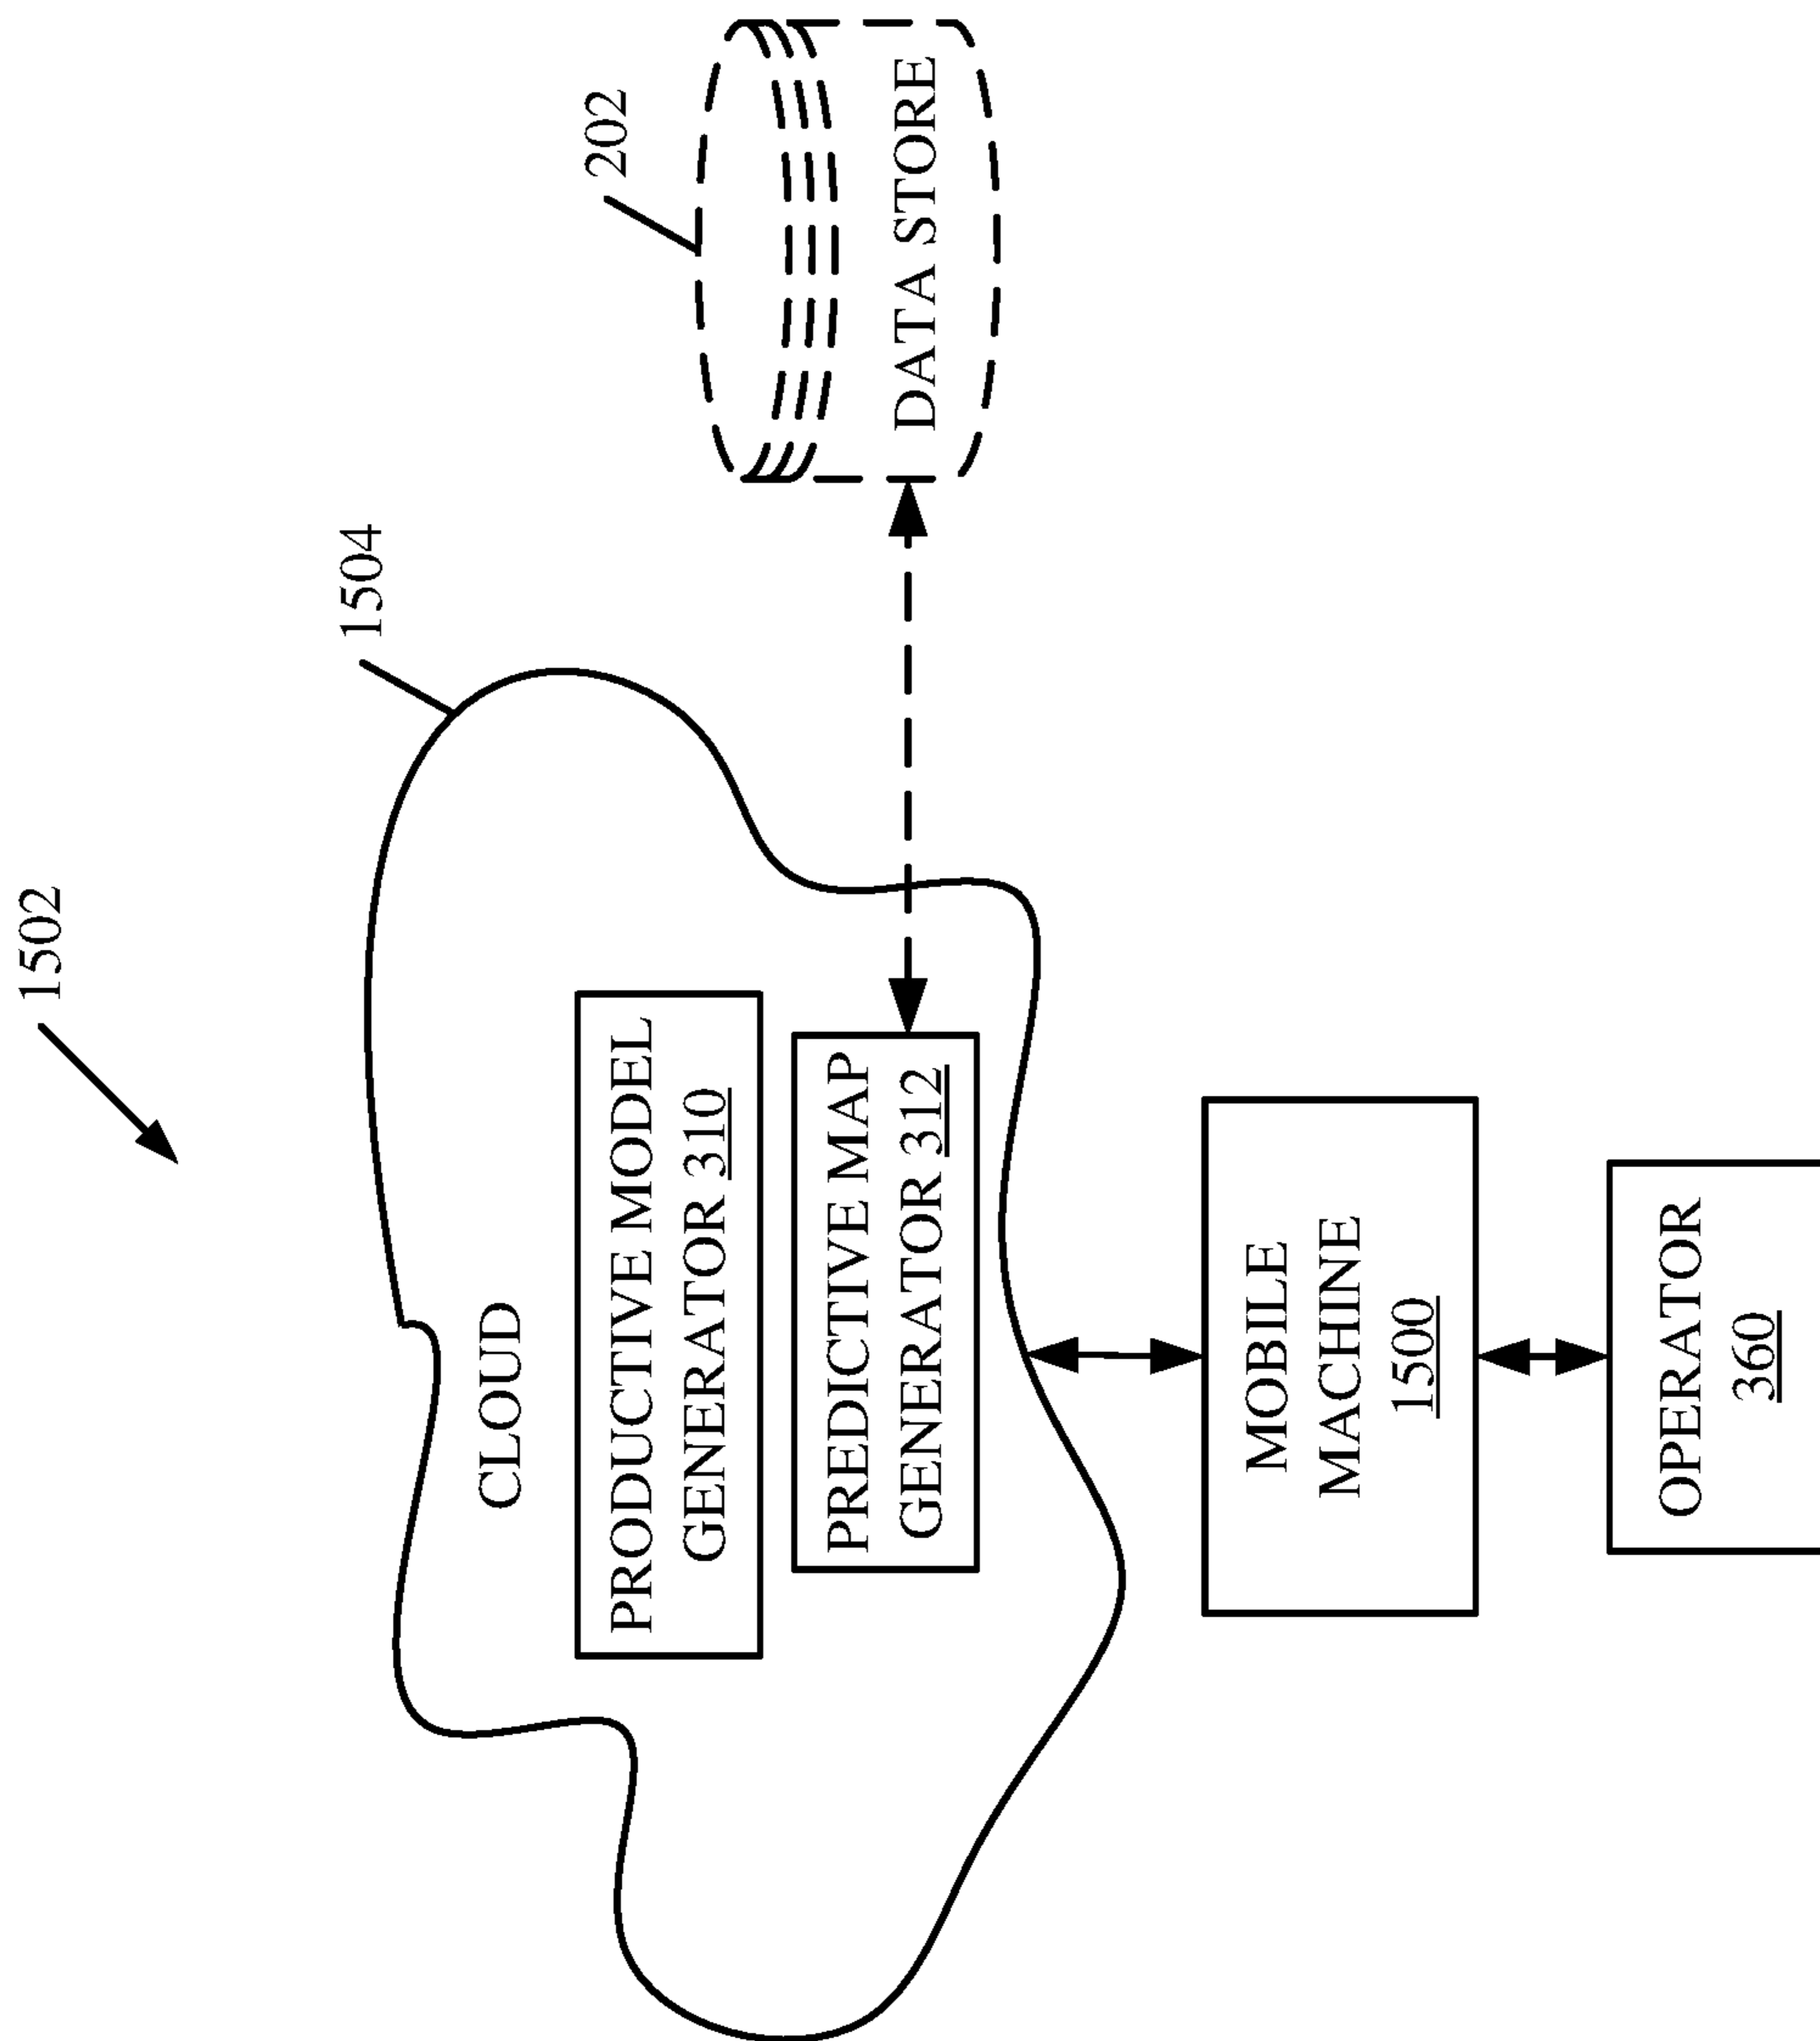 1502
1504
202
CLOUD
PRODUCTIVE MODEL
GENERATOR 310
PREDICTIVE MAP
GENERATOR 312
DATA STORE
MOBILE
MACHINE
1500
OPERATOR
360